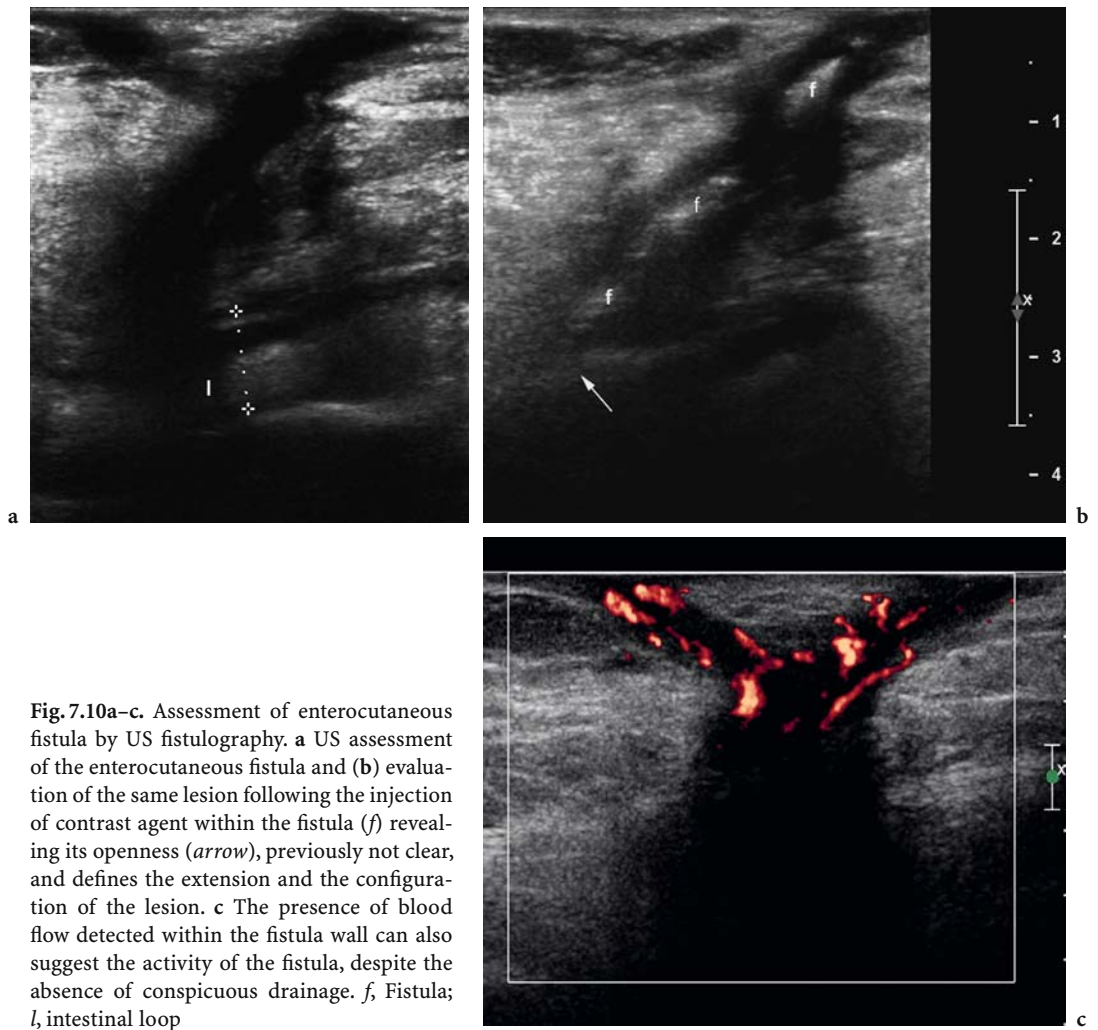 f
f
f
l
x
1
2
3
4
a
b
x
Fig. 7.10a–c. Assessment of enterocutaneous
fistula by US fistulography. a US assessment
of the enterocutaneous fistula and (b) evalua-
tion of the same lesion following the injection
of contrast agent within the fistula (f) reveal-
ing its openness (arrow), previously not clear,
and defines the extension and the configura-
tion of the lesion. c The presence of blood
flow detected within the fistula wall can also
suggest the activity of the fistula, despite the
absence of conspicuous drainage. f, Fistula;
l, intestinal loop
c